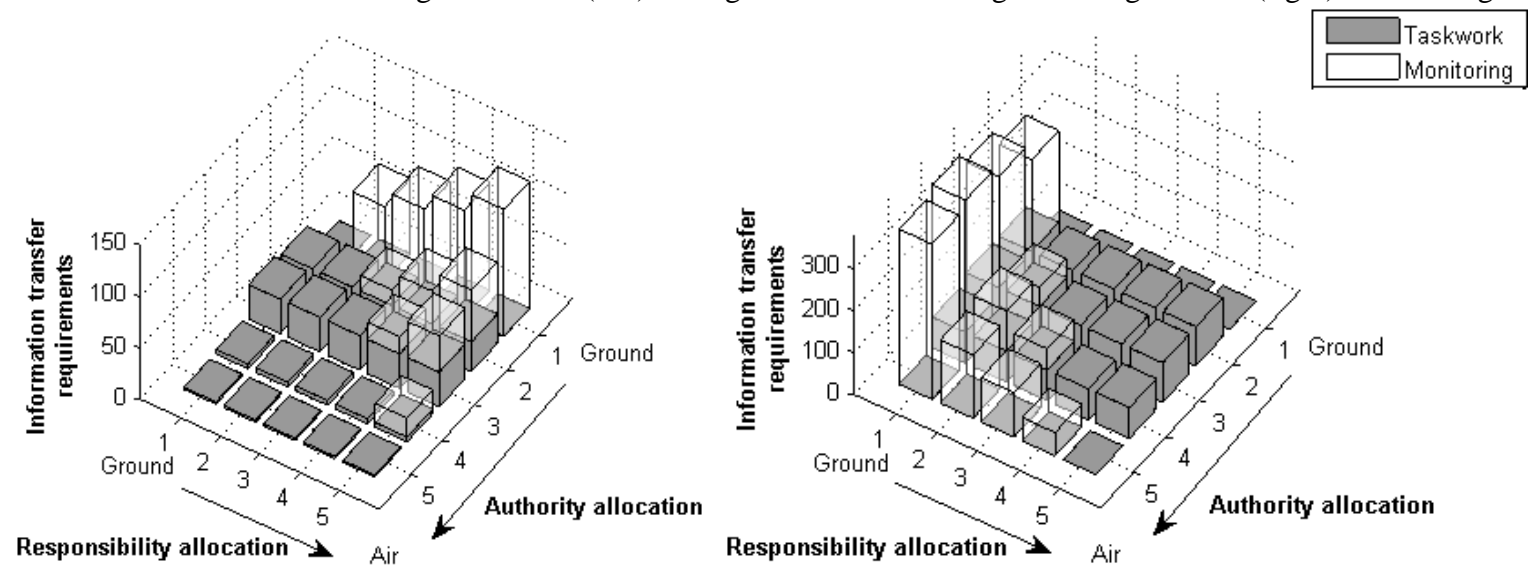 Taskwork
Monitoring
Information transfer
requirements
150
100
50
0
1
2
3
4
5
Ground
Air
Responsibility allocation
1
2
3
4
5
Ground
Authority allocation
Information transfer
requirements
300
200
100
0
1
2
3
4
5
Ground
Air
Responsibility allocation
1
2
3
4
5
Ground
Authority allocation